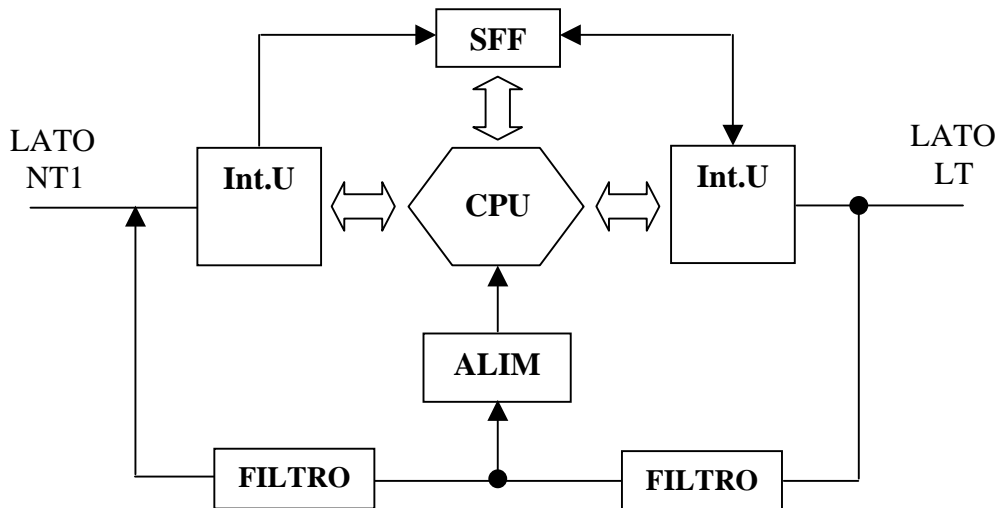 SFF
LATO
NT1
Int.U
CPU
Int.U
LATO
LT
ALIM
FILTRO
FILTRO